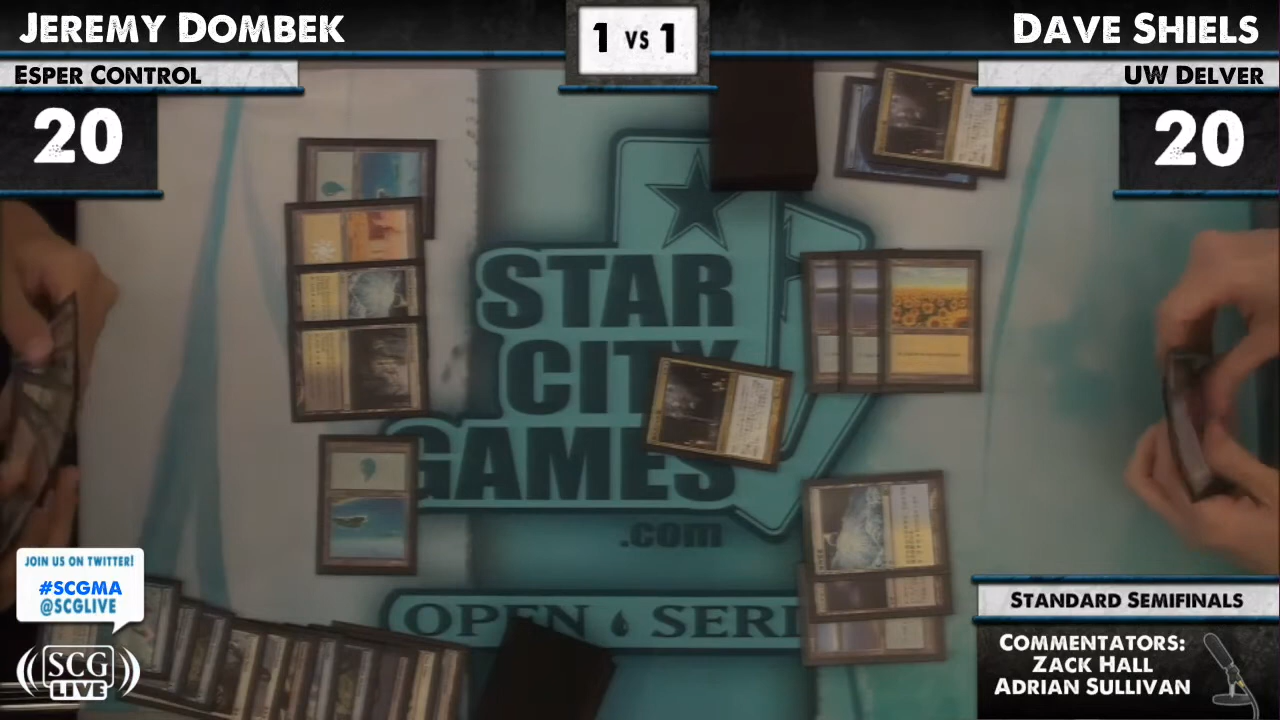 JEREMY DOMBEK
1 VS 1
DAVE SHIELS
ESPER CONTROL
UW DELVER
20
20
STAR
CITY
GAMES
.com
OPEN SERI
JOIN US ON TWITTER!
#SCGMA
@SCGLIVE
SCG
LIVE
STANDARD SEMIFINALS
COMMENTATORS:
ZACK HALL
ADRIAN SULLIVAN